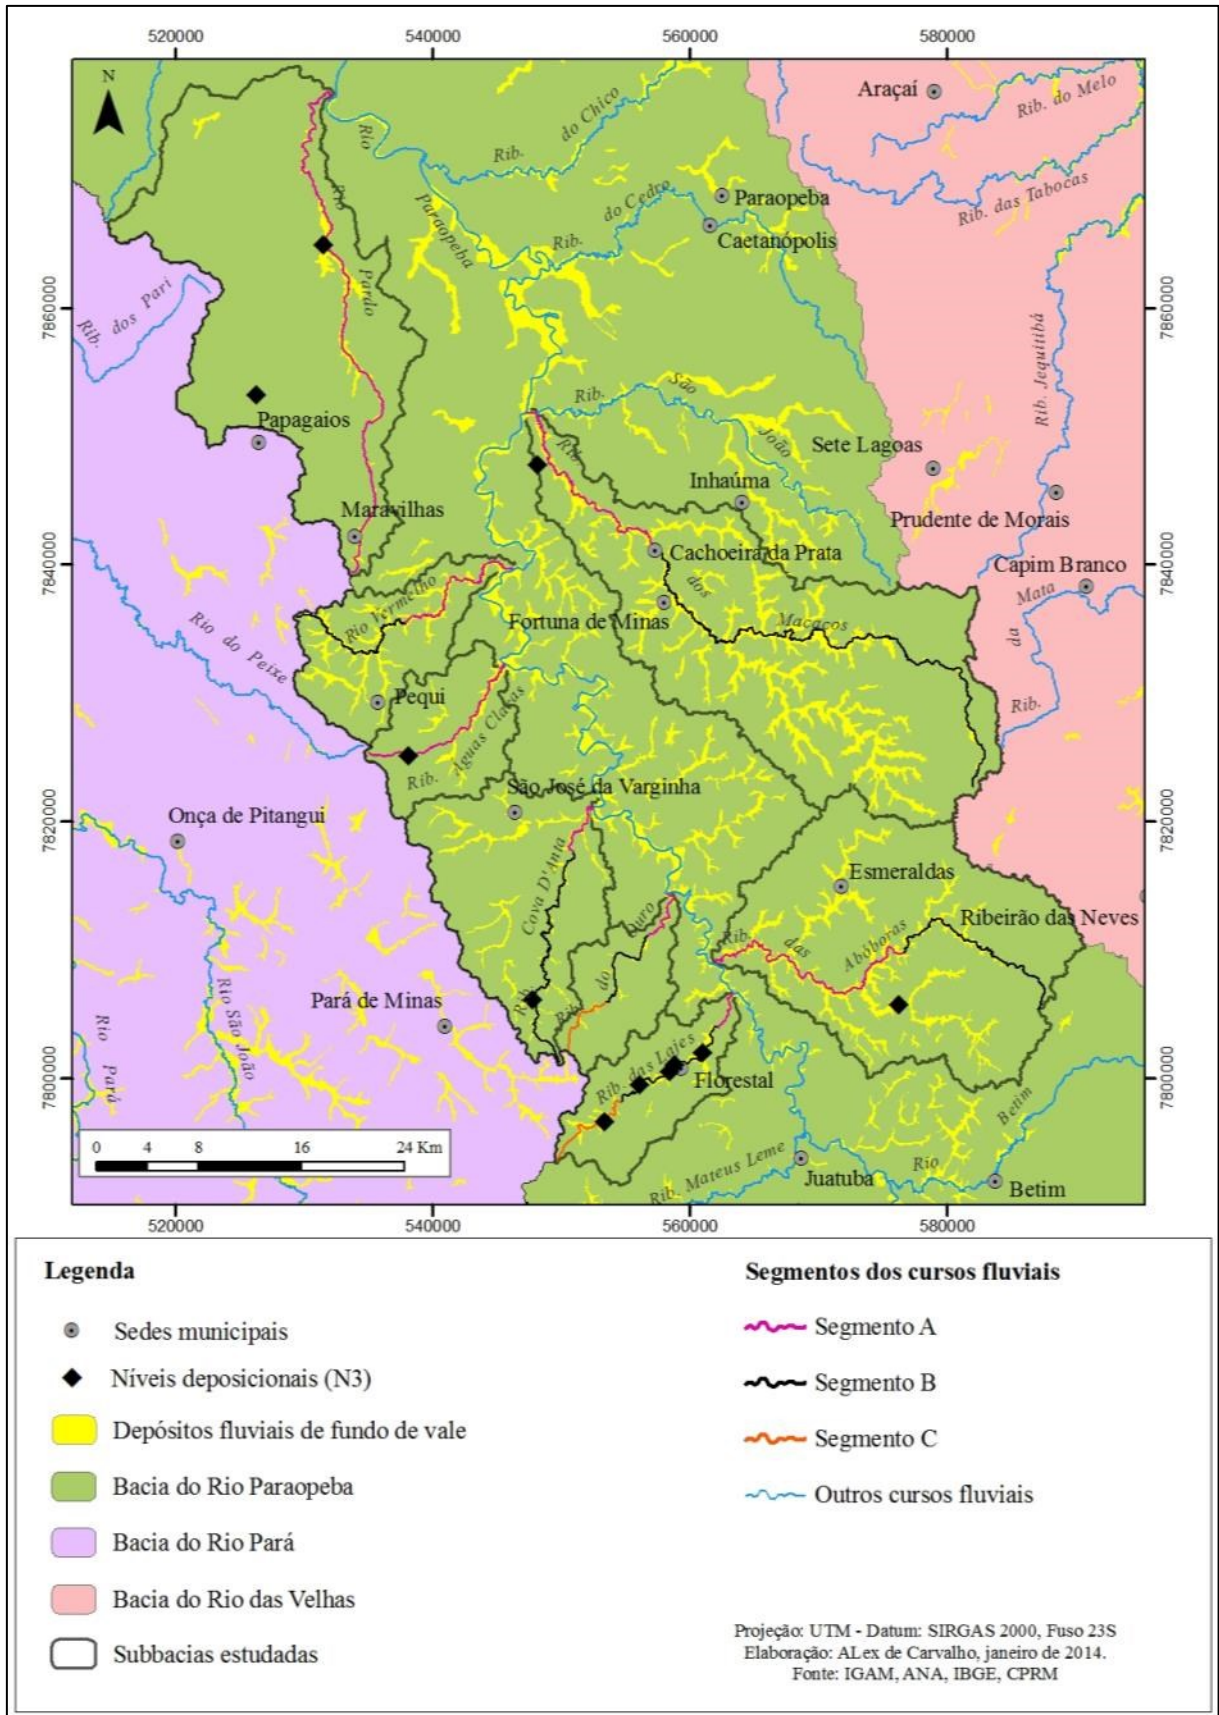 520000 540000 560000 580000
N
Araçaí
Rib. do Melo
Rio
Rib. do Chico
Rib. das Tabocas
Rio
Pardo
Paraopeba
Rib. do Cedro
Paraopeba
Caetanópolis
Rib. dos Pari
7860000
7860000
Rib. Jequitibá
Papagaios
Rib. São João
Rib.
Sete Lagoas
Inhaúma
Prudente de Morais
Maravilhas
Cachoeira da Prata
Capim Branco
7840000
7840000
Rio Vermelho
dos
Macacos
Fortuna de Minas
Rib. da Mata
Rio do Peixe
Pequi
Rib. Águas Claras
São José da Varginha
Onça de Pitangui
7820000
7820000
Esmeraldas
Rib. Cova D'Anta
Rib. do Ouro
Rib. das Abóboras
Ribeirão das Neves
Rio São João
Pará de Minas
Rio Pará
Rib. das Lajes
Florestal
7800000
7800000
Betim
Rio
0 4 8 16 24 Km
Rib. Mateus Leme
Juatuba
Betim
520000 540000 560000 580000
Legenda
Sedes municipais
Níveis deposicionais (N3)
Depósitos fluviais de fundo de vale
Bacia do Rio Paraopeba
Bacia do Rio Pará
Bacia do Rio das Velhas
Subbacias estudadas
Segmentos dos cursos fluviais
Segmento A
Segmento B
Segmento C
Outros cursos fluviais
Projeção: UTM - Datum: SIRGAS 2000, Fuso 23S
Elaboração: ALex de Carvalho, janeiro de 2014.
Fonte: IGAM, ANA, IBGE, CPRM